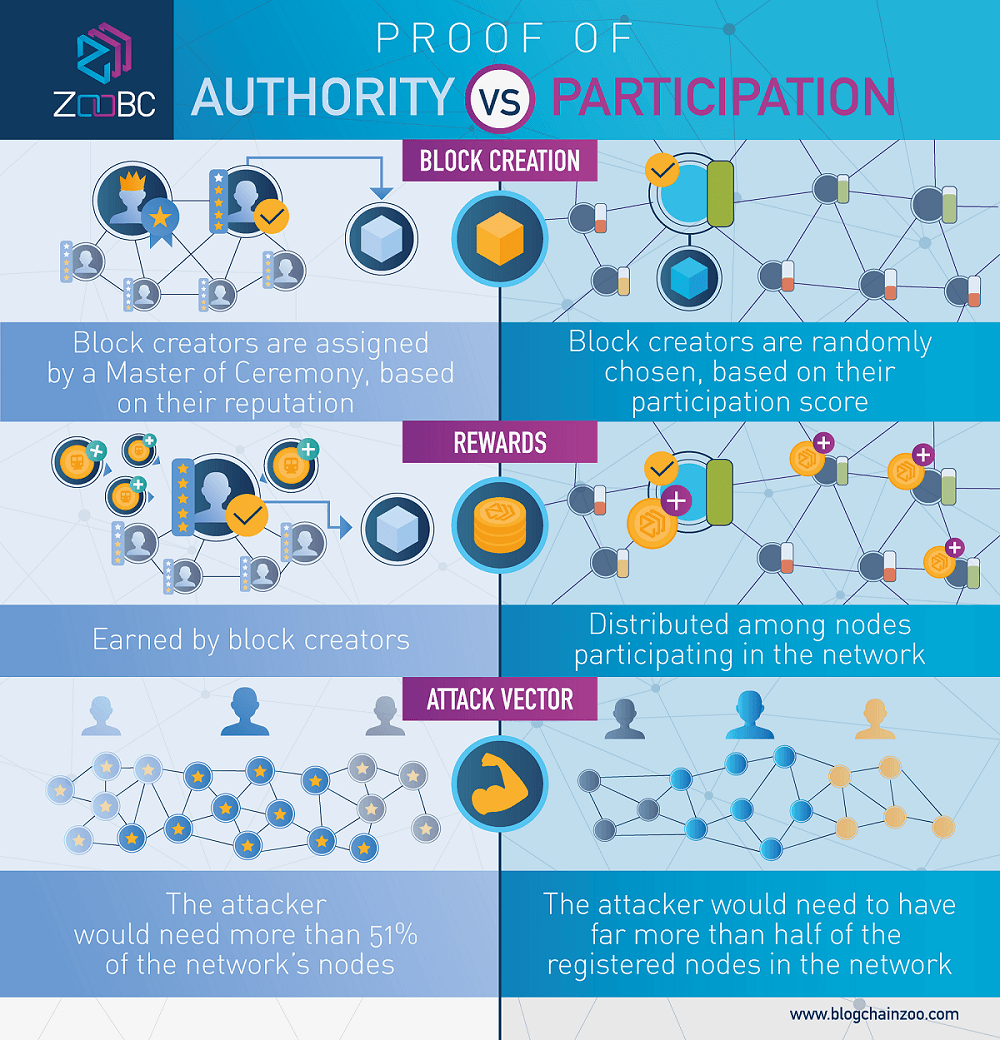 ZOOBC
PROOF OF
AUTHORITY VS PARTICIPATION
BLOCK CREATION
Block creators are assigned
by a Master of Ceremony, based
on their reputation
Block creators are randomly
chosen, based on their
participation score
REWARDS
Earned by block creators
Distributed among nodes
participating in the network
ATTACK VECTOR
The attacker
would need more than 51%
of the network's nodes
The attacker would need to have
far more than half of the
registered nodes in the network
www.blogchainzoo.com